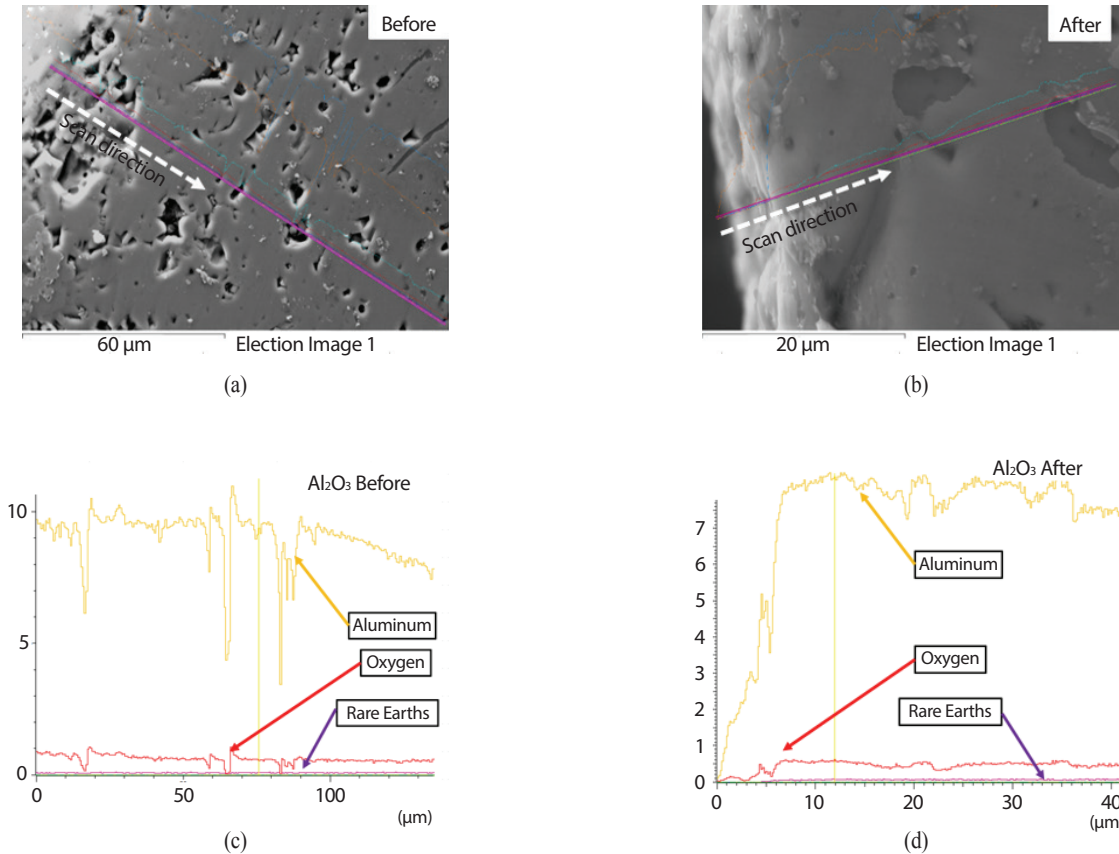 Before
Scan direction
60 µm
Election Image 1
(a)
After
Scan direction
20 µm
Election Image 1
(b)
Al₂O₃ Before
10
5
0
Aluminum
Oxygen
Rare Earths
0
50
100
(µm)
(c)
Al₂O₃ After
7
6
5
4
3
2
1
0
Aluminum
Oxygen
Rare Earths
0
10
20
30
40
(µm)
(d)